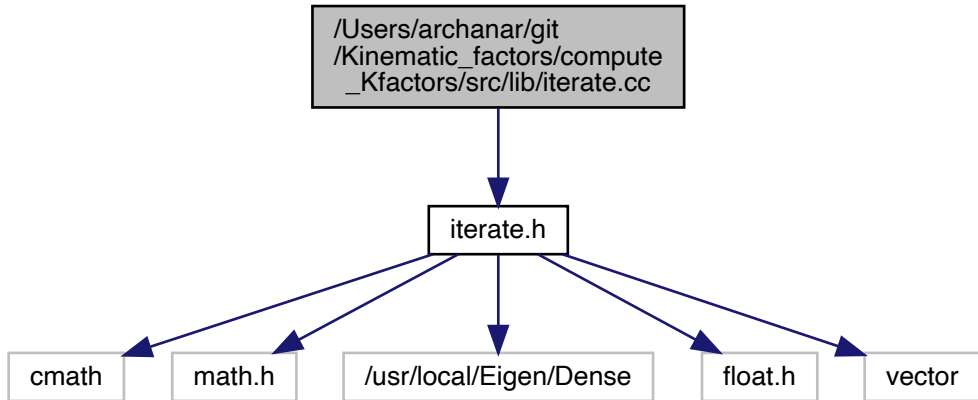 /Users/archanar/git
/Kinematic_factors/compute
_Kfactors/src/lib/iterate.cc
iterate.h
cmath
math.h
/usr/local/Eigen/Dense
float.h
vector